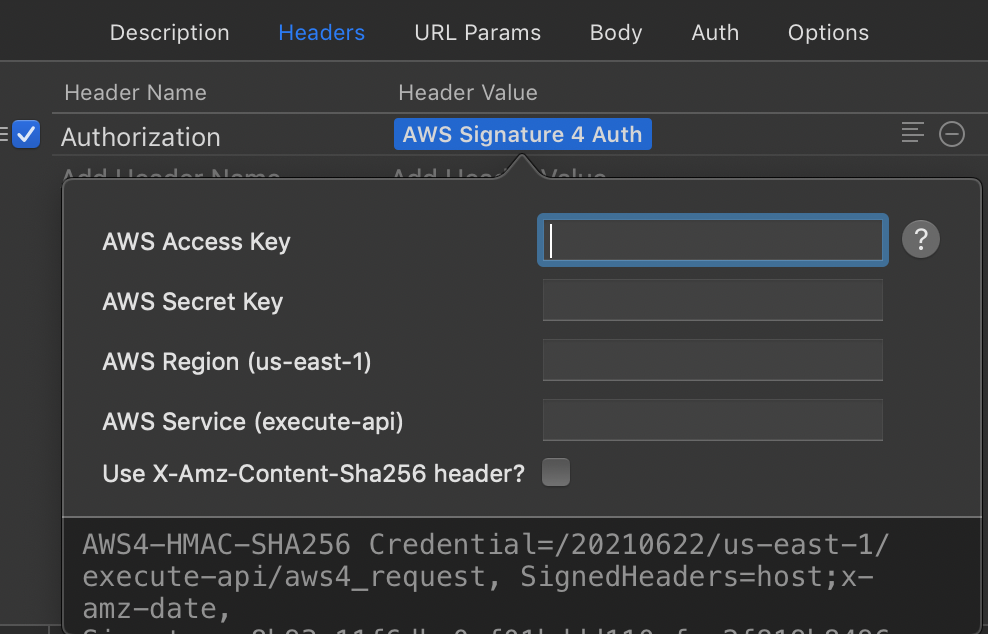 Description Headers URL Params Body Auth Options
Header Name Header Value
Authorization AWS Signature 4 Auth
Add Header Name Add Header Value
AWS Access Key
?
AWS Secret Key
AWS Region (us-east-1)
AWS Service (execute-api)
Use X-Amz-Content-Sha256 header?
AWS4-HMAC-SHA256 Credential=/20210622/us-east-1/
execute-api/aws4_request, SignedHeaders=host;x-
amz-date,